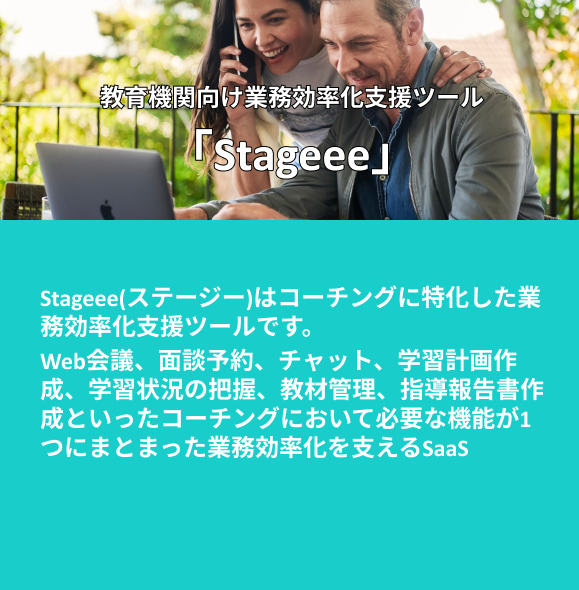 教育機関向け業務効率化支援ツール
「Stageee」
Stageee(ステージー)はコーチングに特化した業
務効率化支援ツールです。
Web会議、面談予約、チャット、学習計画作
成、学習状況の把握、教材管理、指導報告書作
成といったコーチングにおいて必要な機能が1
つにまとまった業務効率化を支えるSaaS